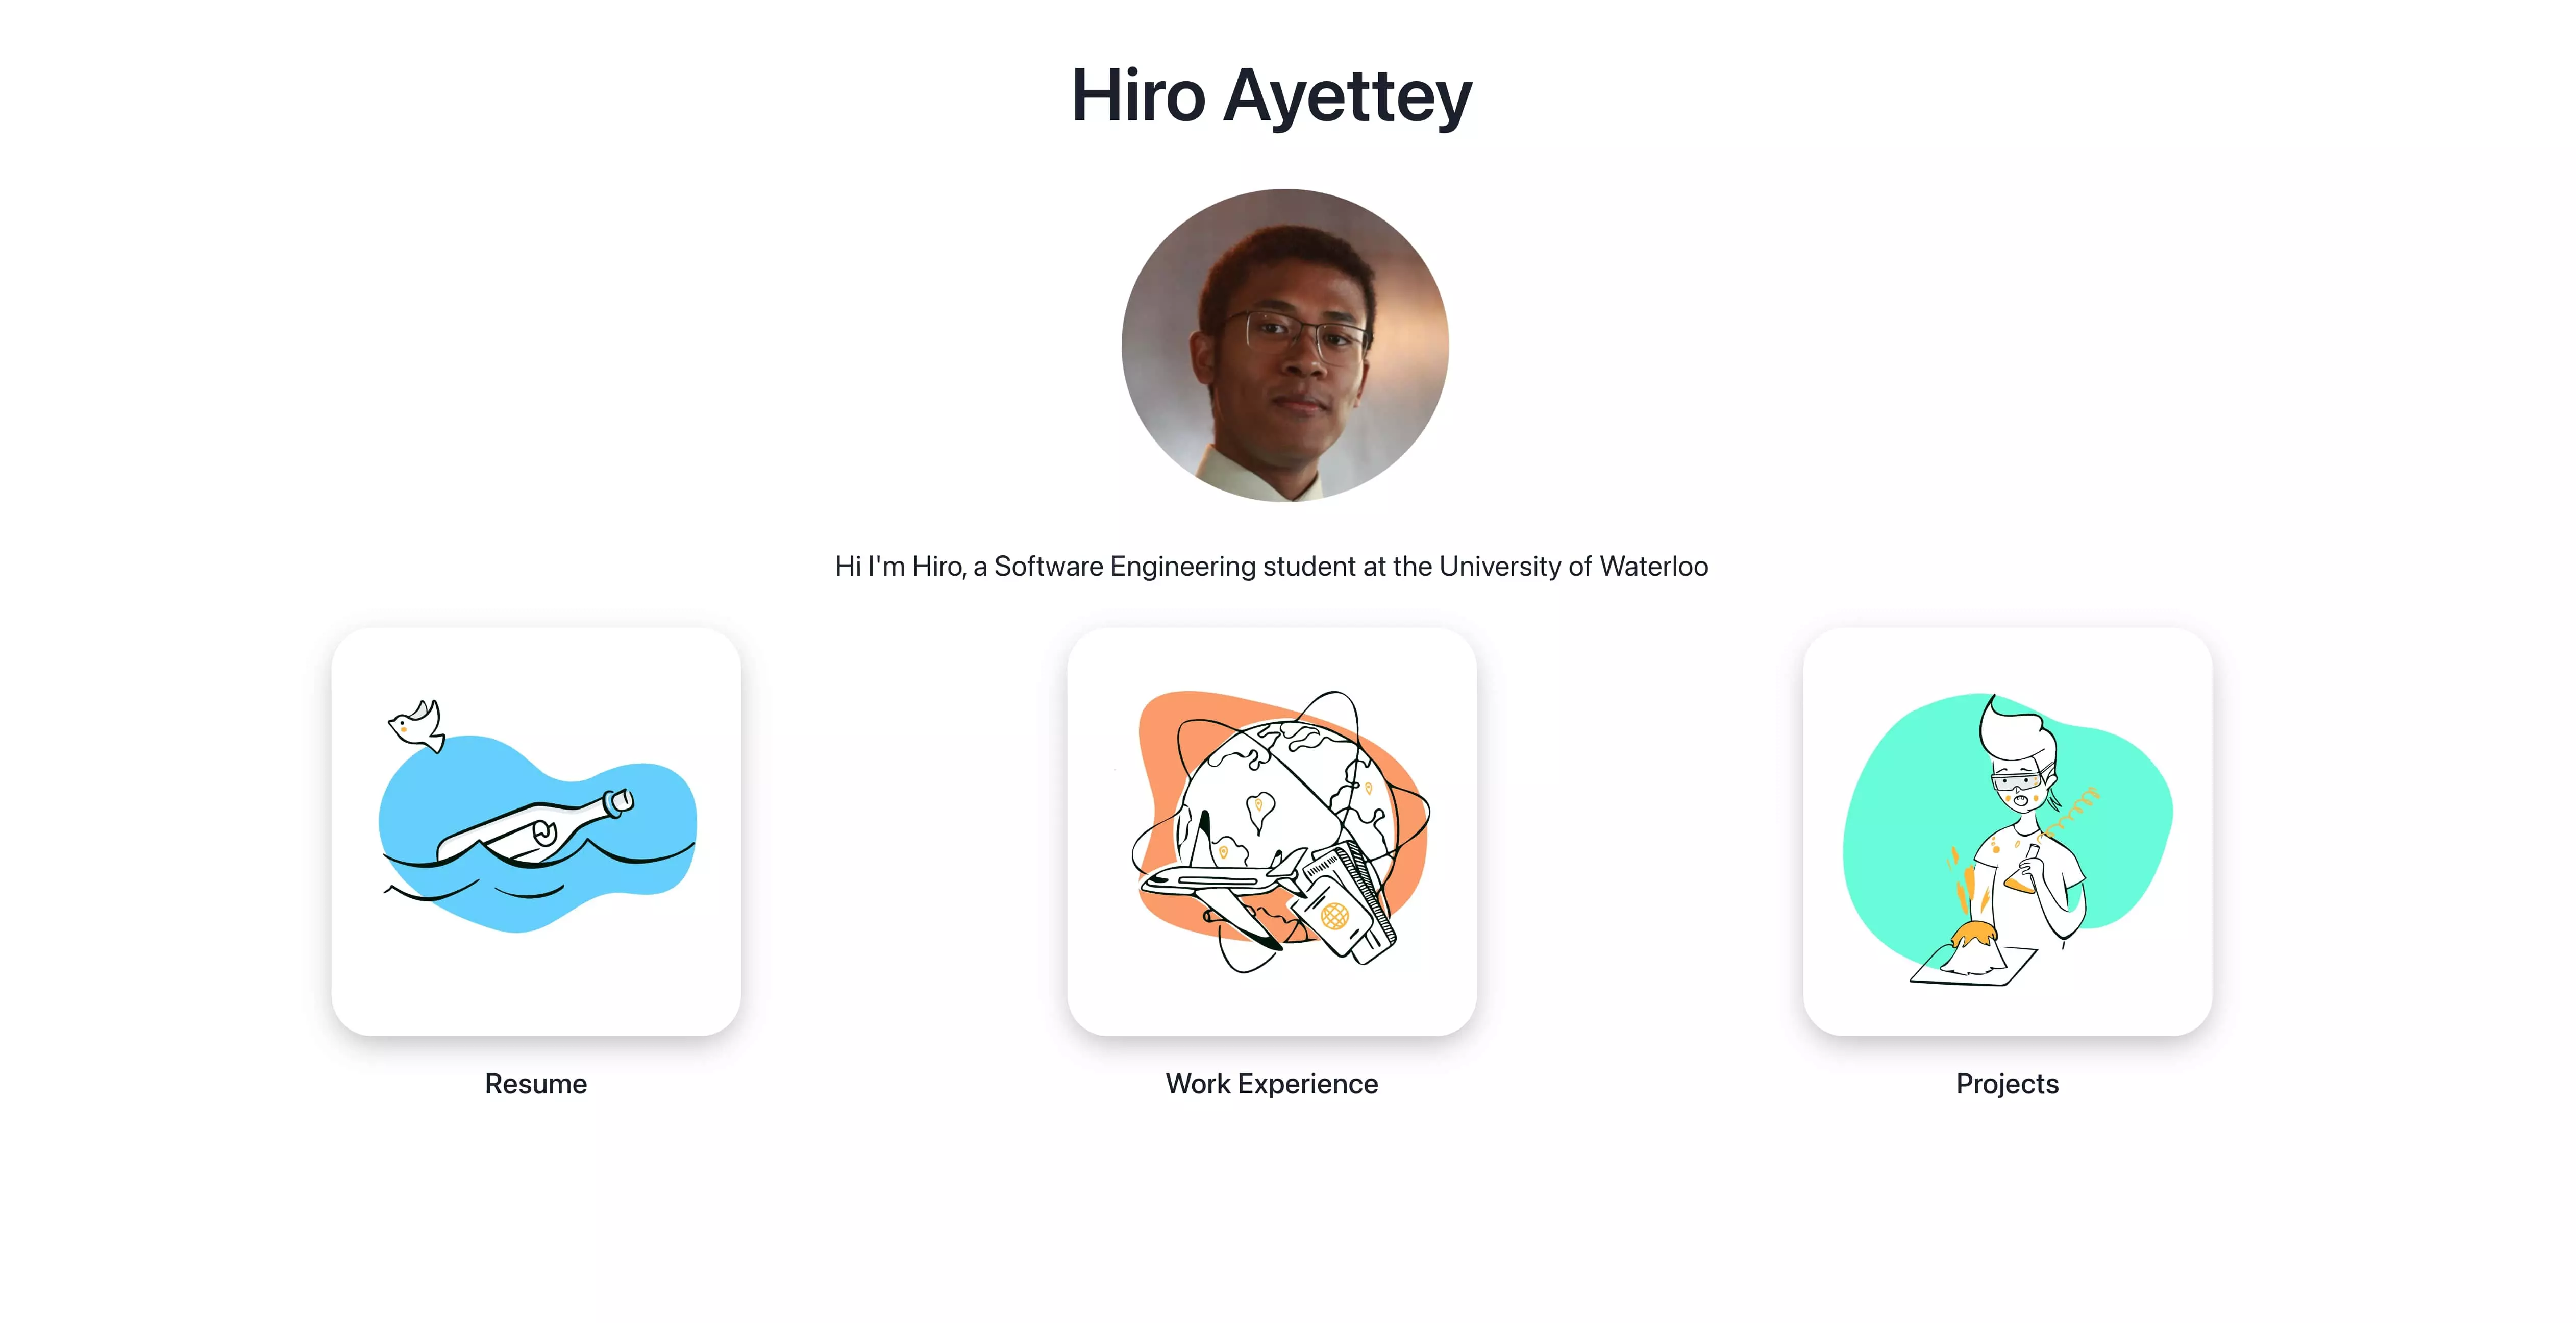 Hiro Ayettey
Hi I'm Hiro, a Software Engineering student at the University of Waterloo
Resume
Work Experience
Projects